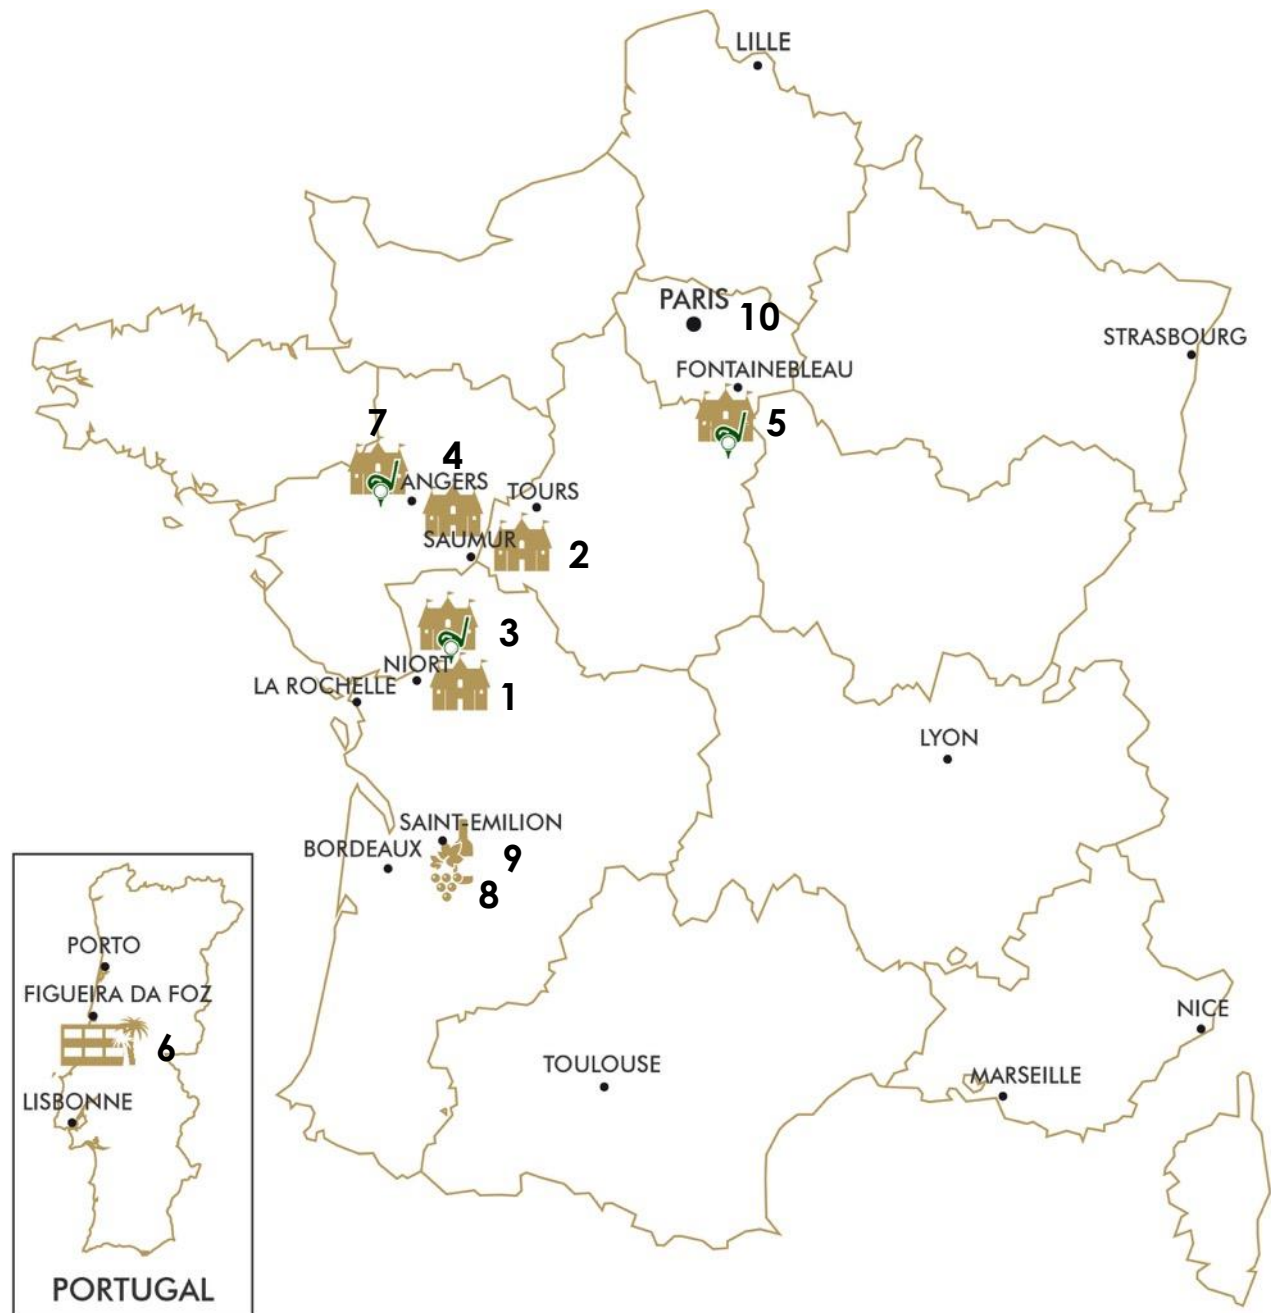 LILLE
PARIS
10
STRASBOURG
FONTAINEBLEAU
5
7
4
ANGERS
TOURS
SAUMUR
2
3
NIORT
LA ROCHELLE
1
LYON
SAINT-EMILION
BORDEAUX
9
8
PORTO
FIGUEIRA DA FOZ
6
NICE
TOULOUSE
MARSEILLE
LISBONNE
PORTUGAL